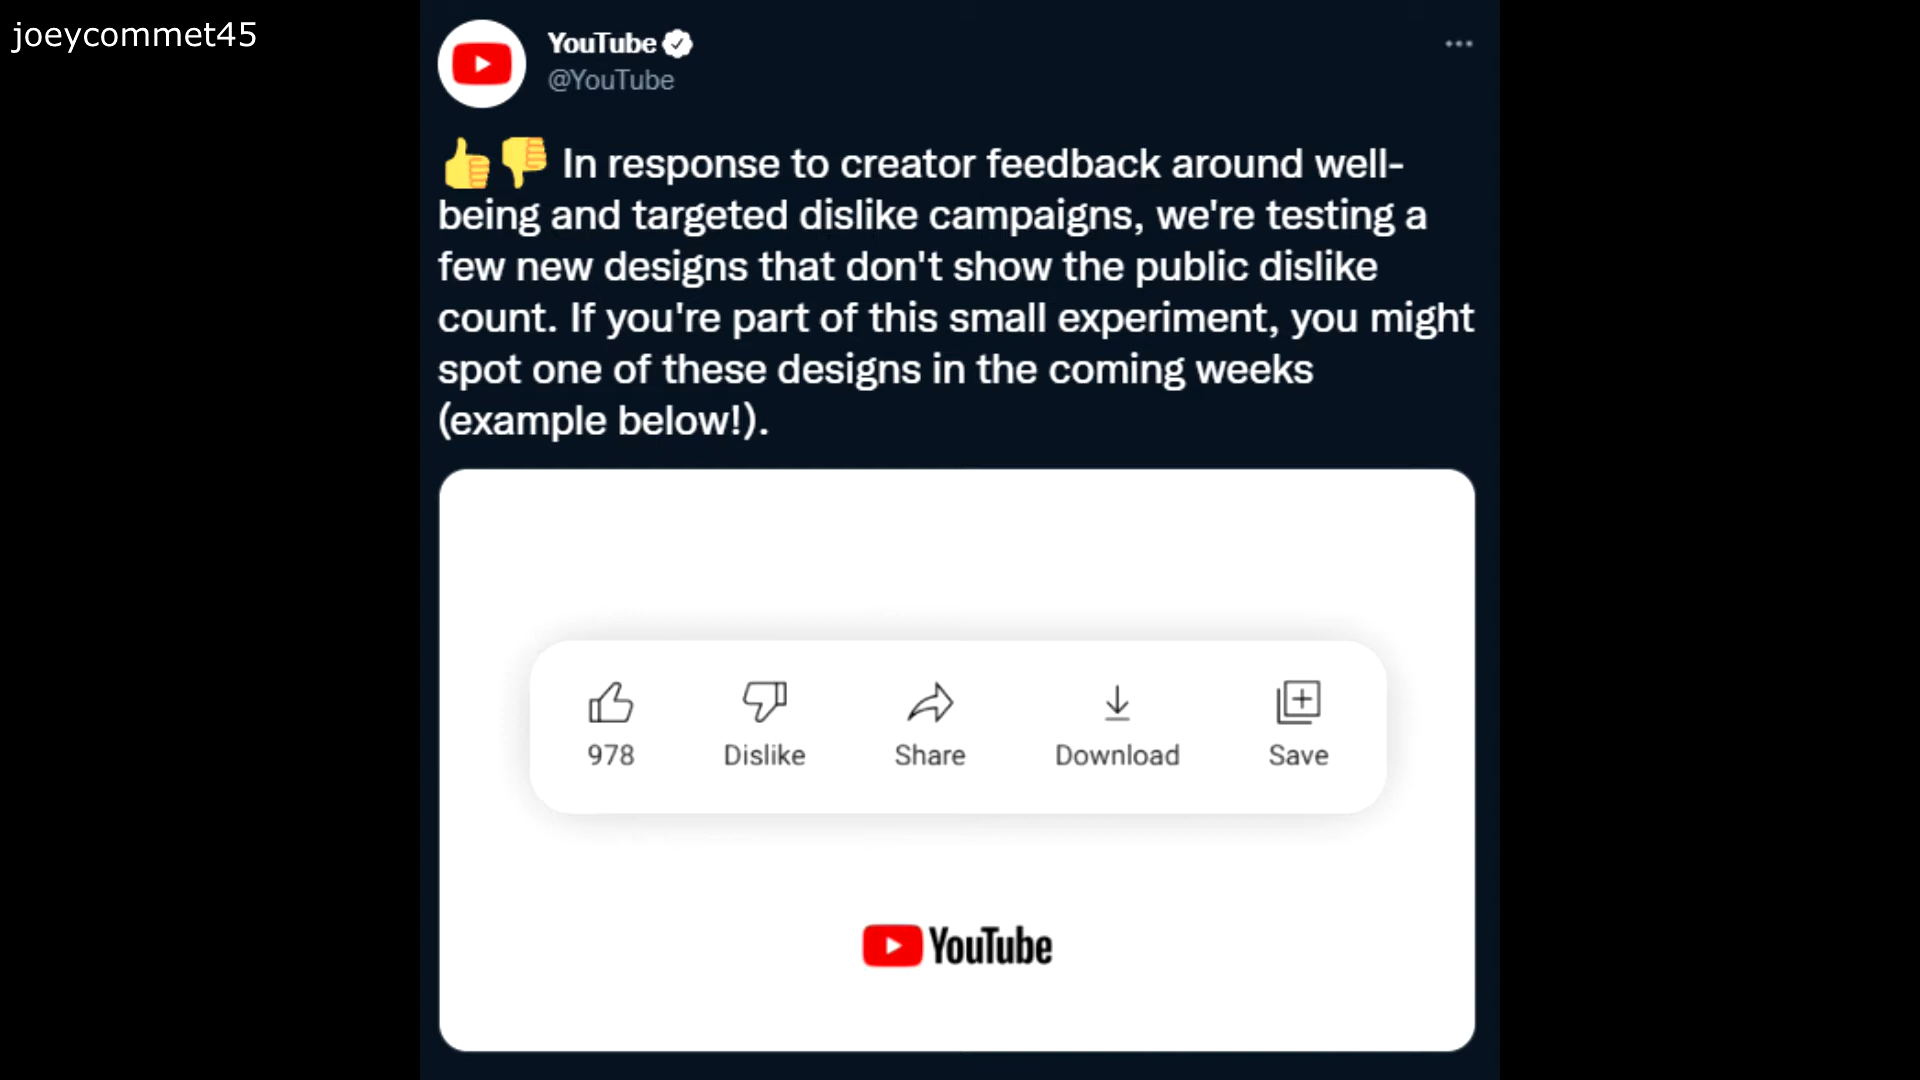 joeycommet45
YouTube
@YouTube
👍👎 In response to creator feedback around well-
being and targeted dislike campaigns, we're testing a
few new designs that don't show the public dislike
count. If you're part of this small experiment, you might
spot one of these designs in the coming weeks
(example below!).
978 Dislike Share Download Save
YouTube